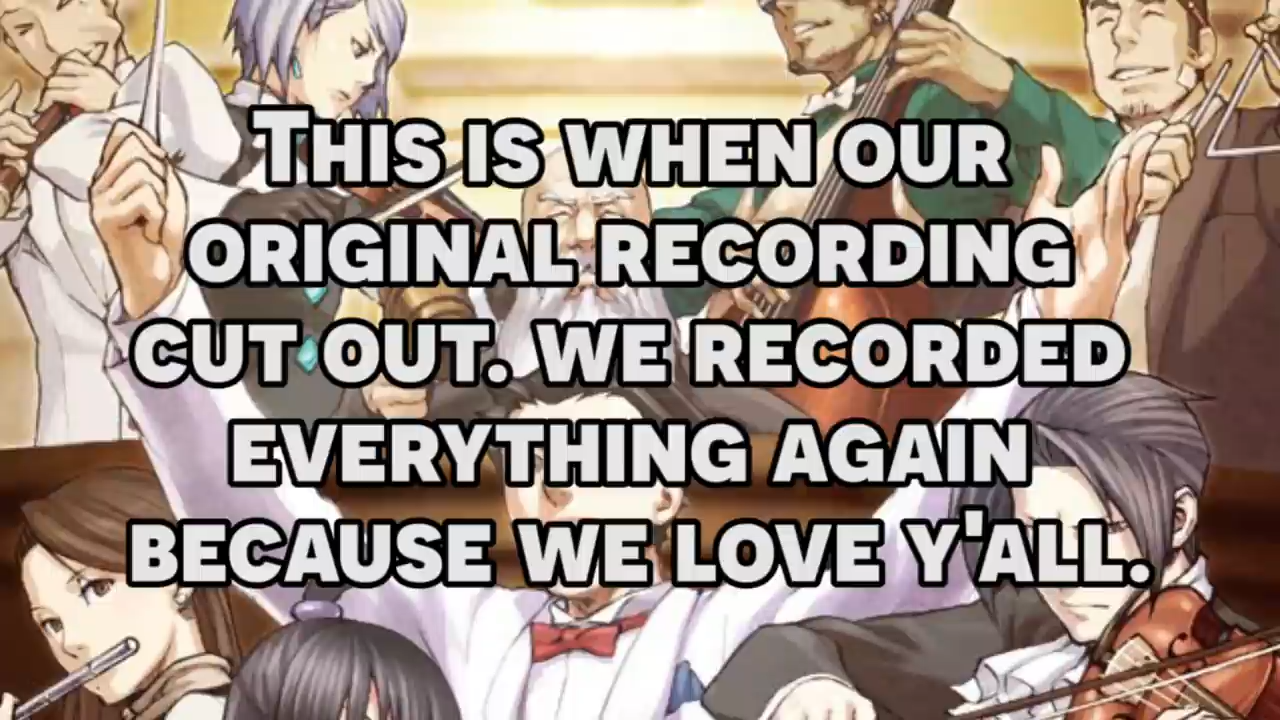 This is when our
original recording
cut out. We recorded
everything again
because we love y'all.